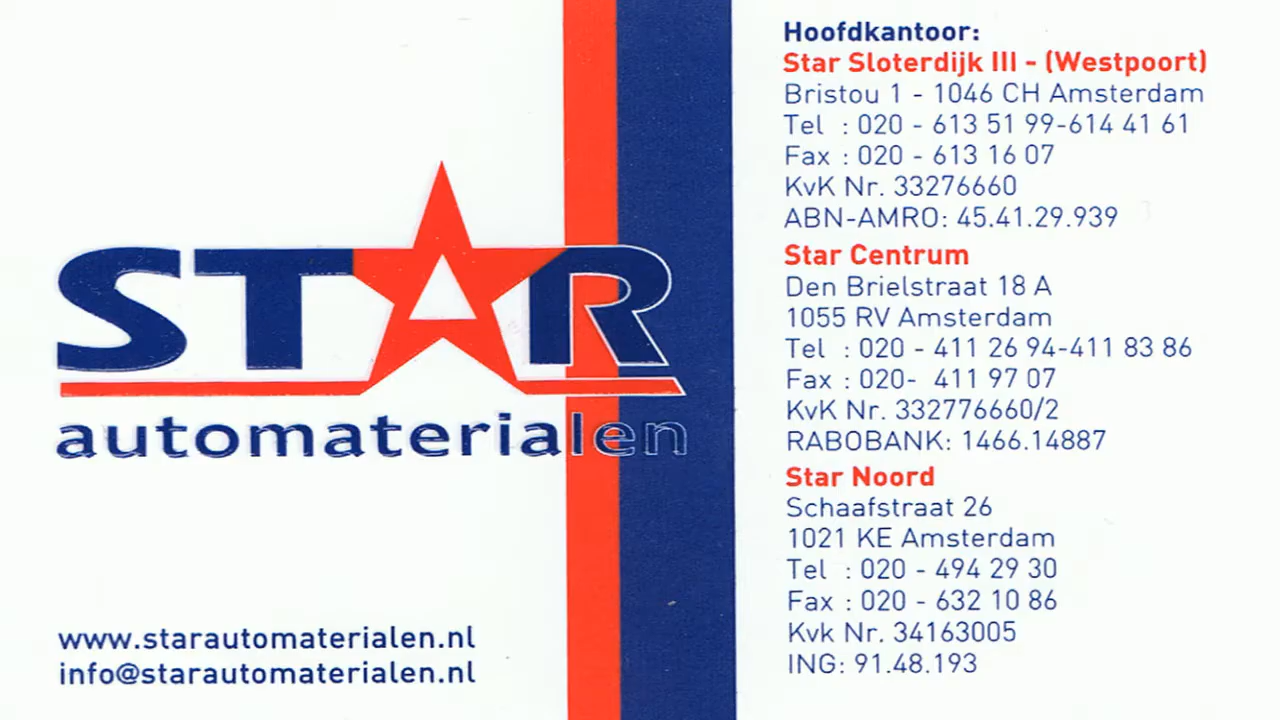 STAR
automaterialen
www.starautomaterialen.nl
info@starautomaterialen.nl
Hoofdkantoor:
Star Sloterdijk III - (Westpoort)
Bristou 1 - 1046 CH Amsterdam
Tel : 020 - 613 51 99-614 41 61
Fax : 020 - 613 16 07
KvK Nr. 33276660
ABN-AMRO: 45.41.29.939
Star Centrum
Den Brielstraat 18 A
1055 RV Amsterdam
Tel : 020 - 411 26 94-411 83 86
Fax : 020- 411 97 07
KvK Nr. 332776660/2
RABOBANK: 1466.14887
Star Noord
Schaafstraat 26
1021 KE Amsterdam
Tel : 020 - 494 29 30
Fax : 020 - 632 10 86
Kvk Nr. 34163005
ING: 91.48.193